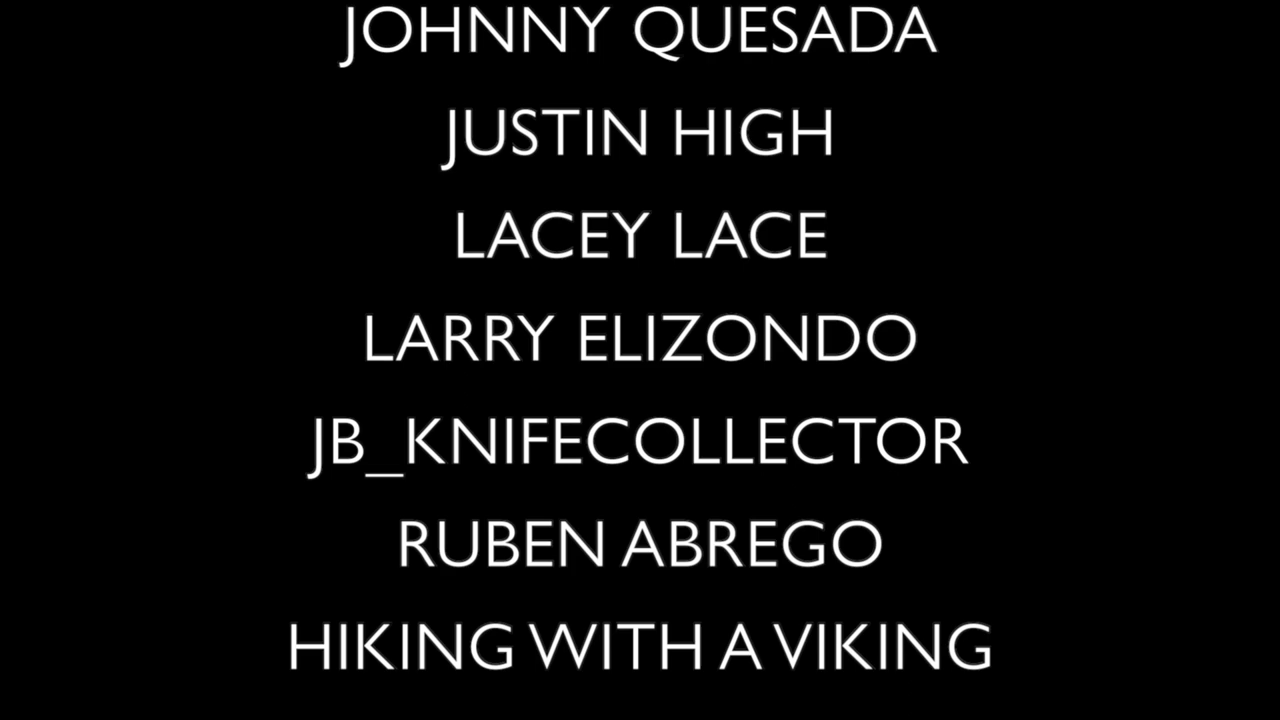 JOHNNY QUESADA
JUSTIN HIGH
LACEY LACE
LARRY ELIZONDO
JB_KNIFECOLLECTOR
RUBEN ABREGO
HIKING WITH A VIKING